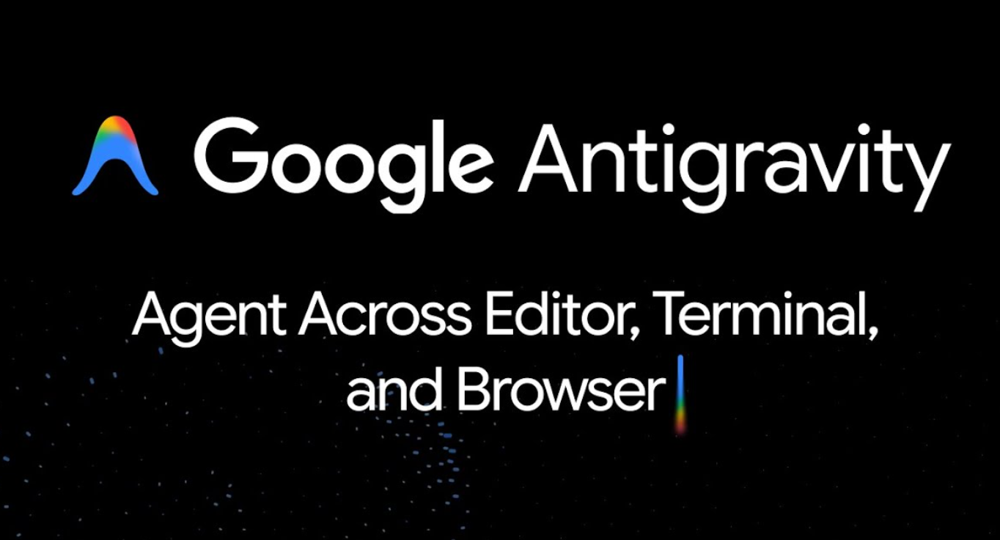 Google Antigravity
Agent Across Editor, Terminal,
and Browser